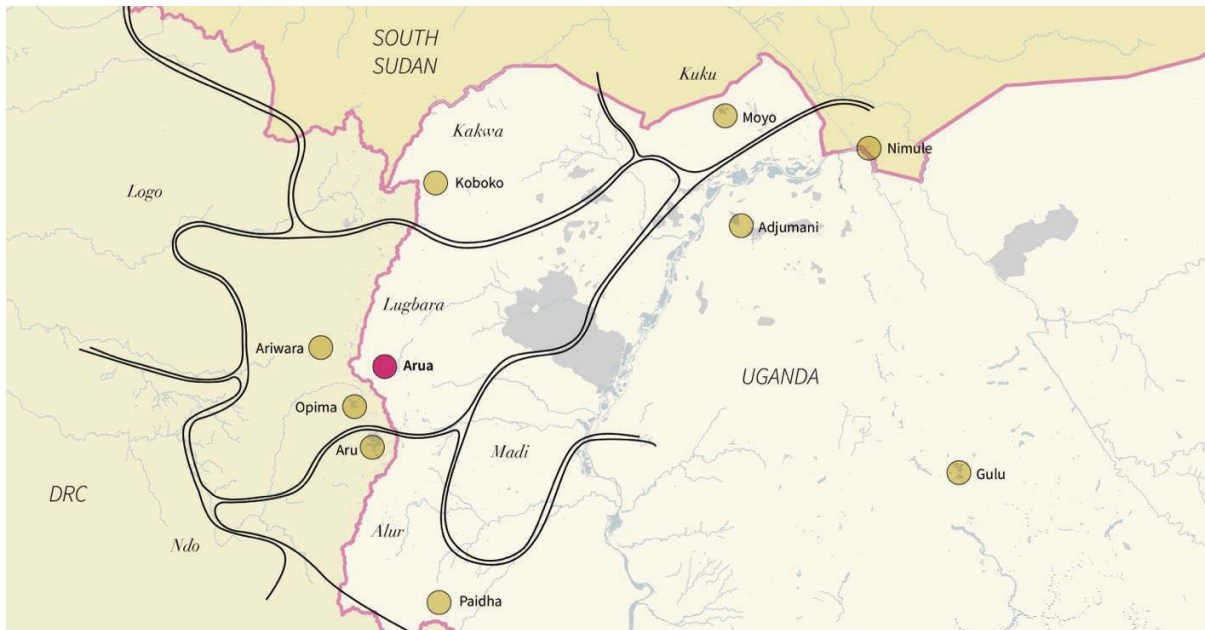 SOUTH
SUDAN
Kuku
Moyo
Kakwa
Nimule
Koboko
Logo
Adjumani
Lugbara
Ariwara
Arua
UGANDA
Opima
Aru
Madi
Gulu
DRC
Alur
Ndo
Paidha